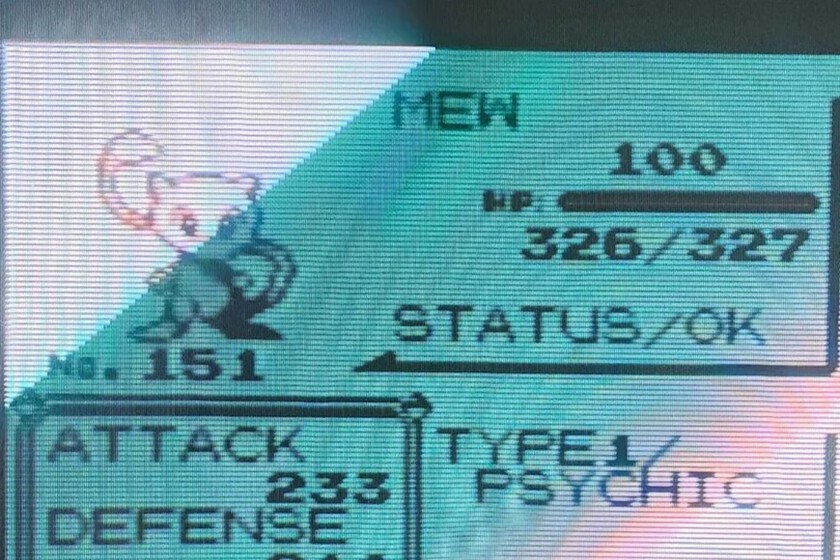 MEW
100
HP:
326/327
STATUS/OK
No. 151
ATTACK
233
DEFENSE
TYPE1/
PSYCHIC